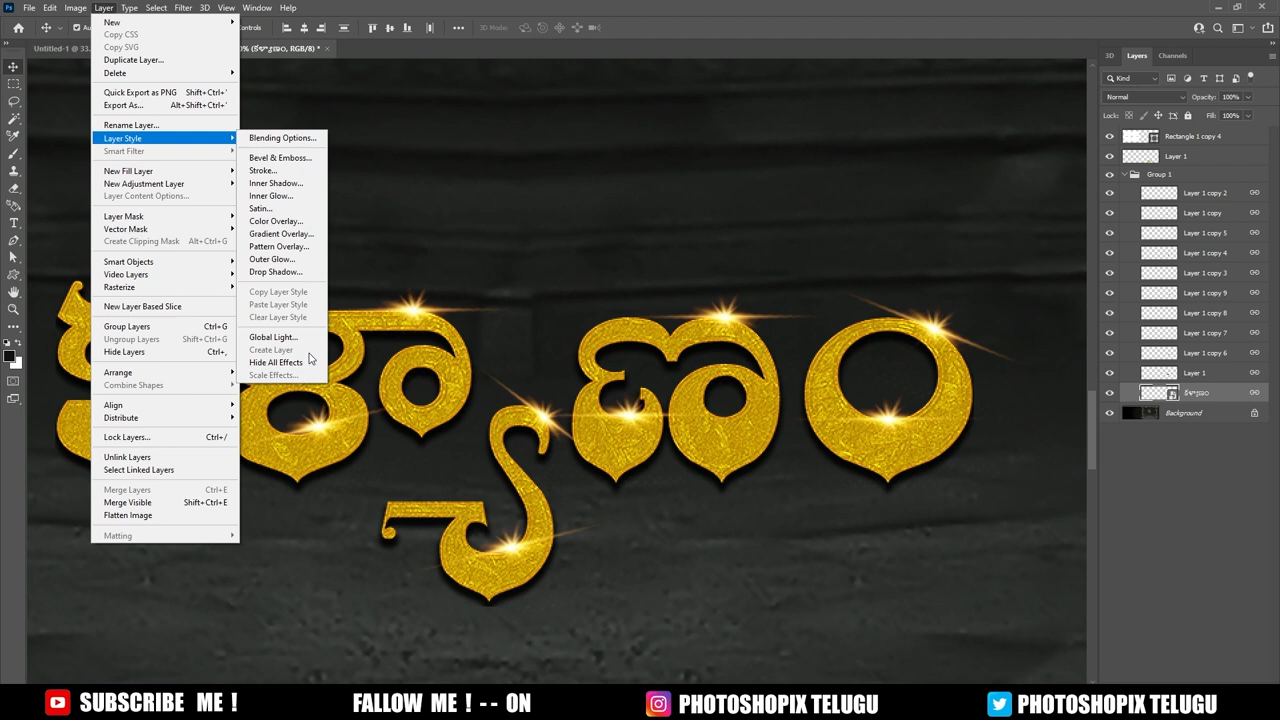 Ps File Edit Image Layer Type Select Filter 3D View Window Help
3D Mode:
Untitled-1 @ 33.
RGB/8) * ×
New
Copy CSS
Copy SVG
Duplicate Layer...
Delete
Quick Export as PNG Shift+Ctrl+'
Export As... Alt+Shift+Ctrl+'
Rename Layer...
Layer Style
Smart Filter
New Fill Layer
New Adjustment Layer
Layer Content Options...
Layer Mask
Vector Mask
Create Clipping Mask Alt+Ctrl+G
Smart Objects
Video Layers
Rasterize
New Layer Based Slice
Group Layers Ctrl+G
Ungroup Layers Shift+Ctrl+G
Hide Layers Ctrl+,
Arrange
Combine Shapes
Align
Distribute
Lock Layers... Ctrl+/
Unlink Layers
Select Linked Layers
Merge Layers Ctrl+E
Merge Visible Shift+Ctrl+E
Flatten Image
Matting
Blending Options...
Bevel & Emboss...
Stroke...
Inner Shadow...
Inner Glow...
Satin...
Color Overlay...
Gradient Overlay...
Pattern Overlay...
Outer Glow...
Drop Shadow...
Copy Layer Style
Paste Layer Style
Clear Layer Style
Global Light...
Create Layer
Hide All Effects
Scale Effects...
3D Layers Channels
Kind
Normal Opacity: 100%
Lock: Fill: 100%
Rectangle 1 copy 4
Layer 1
Group 1
Layer 1 copy 2
Layer 1 copy
Layer 1 copy 5
Layer 1 copy 4
Layer 1 copy 3
Layer 1 copy 9
Layer 1 copy 8
Layer 1 copy 7
Layer 1 copy 6
Layer 1
Background
SUBSCRIBE ME ! FALLOW ME ! -- ON PHOTOSHOPIX TELUGU PHOTOSHOPIX TELUGU